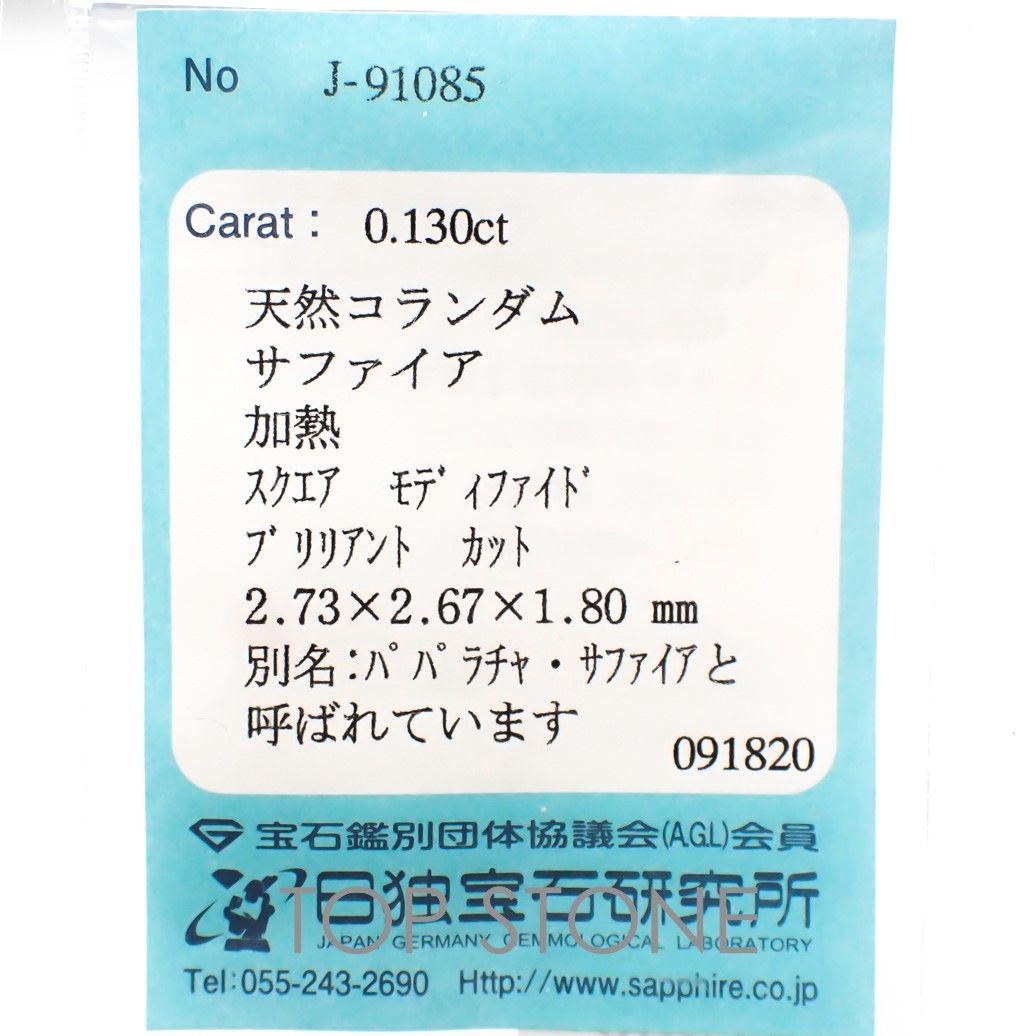 No J-91085
Carat: 0.130ct
天然コランダム
サファイア
加熱
ｽｸｴｱ ﾓﾃﾞｨﾌｧｲﾄﾞ
ﾌﾞﾘﾘｱﾝﾄ ｶｯﾄ
2.73×2.67×1.80 mm
別名:ﾊﾟﾊﾟﾗﾁｬ・ｻﾌｧｲｱと
呼ばれています
091820
宝石鑑別団体協議会(A.G.L)会員
日独宝石研究所
TOP STONE
JAPAN GERMANY GEMMOLOGICAL LABORATORY
Tel:055-243-2690 Http://www.sapphire.co.jp